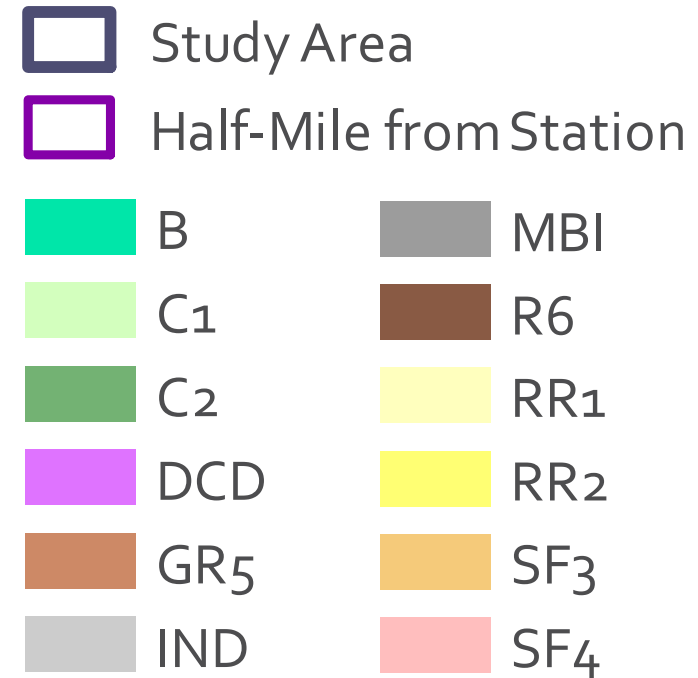 Study Area
Half-Mile from Station
B
C1
C2
DCD
GR5
IND
MBI
R6
RR1
RR2
SF3
SF4